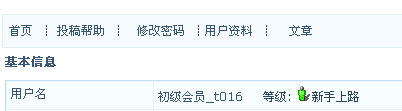 首页 | 投稿帮助 | 修改密码 | 用户资料 | 文章
基本信息
用户名 初级会员_t016 等级: 新手上路